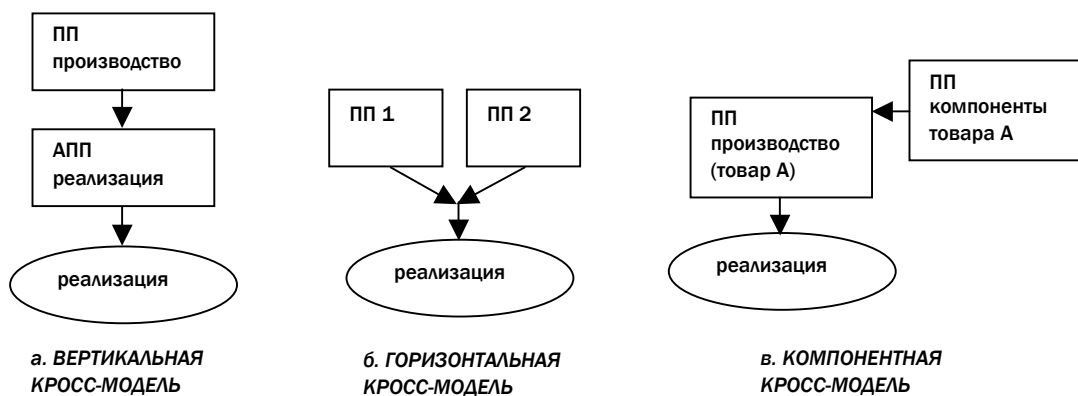 ПП
производство
АПП
реализация
реализация
а. ВЕРТИКАЛЬНАЯ
КРОСС-МОДЕЛЬ
ПП 1
ПП 2
реализация
б. ГОРИЗОНТАЛЬНАЯ
КРОСС-МОДЕЛЬ
ПП
производство
(товар А)
ПП
компоненты
товара А
реализация
в. КОМПОНЕНТНАЯ
КРОСС-МОДЕЛЬ